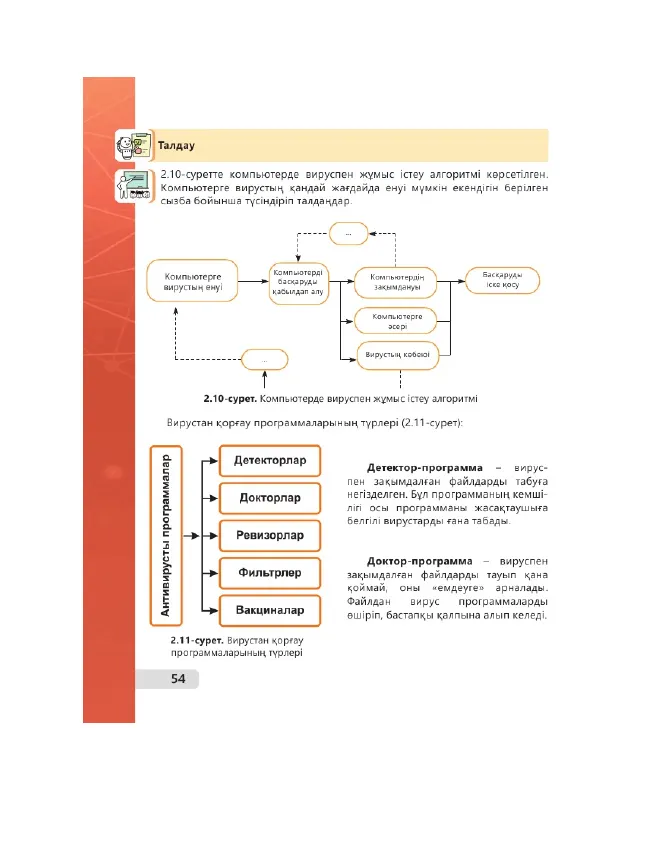 Талдау
2.10-суретте компьютерде вируспен жұмыс істеу алгоритмі көрсетілген.
Компьютерге вирустың қандай жағдайда енуі мүмкін екендігін берілген
сызба бойынша түсіндіріп талдаңдар.
...
Компьютерге
вирустың енуі
Компьютерді
басқаруды
қабылдап алу
Компьютердің
зақымдануы
Басқаруды
іске қосу
Компьютерге
әсері
Вирустың көбеюі
...
2.10-сурет. Компьютерде вируспен жұмыс істеу алгоритмі
Вирустан қорғау программаларының түрлері (2.11-сурет):
Антивирусты программалар
Детекторлар
Докторлар
Ревизорлар
Фильтрлер
Вакциналар
2.11-сурет. Вирустан қорғау
программаларының түрлері
Детектор-программа – вирус-
пен зақымдалған файлдарды табуға
негізделген. Бұл программаның кемші-
лігі осы программаны жасақтаушыға
белгілі вирустарды ғана табады.
Доктор-программа – вируспен
зақымдалған файлдарды тауып қана
қоймай, оны «емдеуге» арналады.
Файлдан вирус программаларды
өшіріп, бастапқы қалпына алып келеді.
54